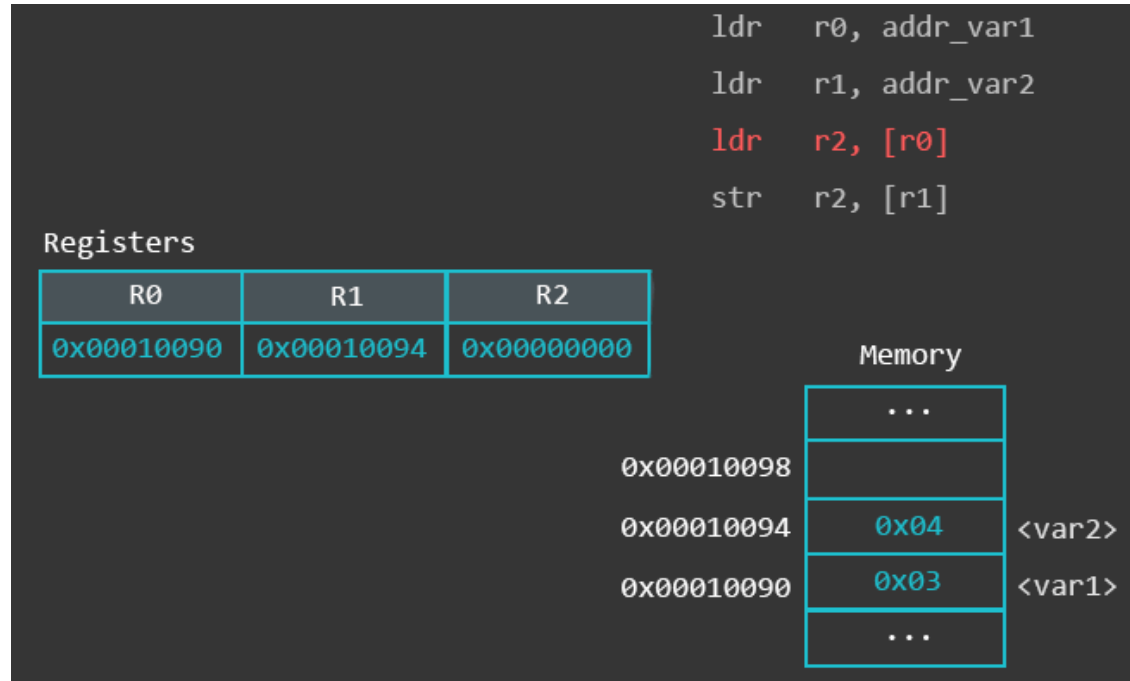 ldr r0, addr_var1
ldr r1, addr_var2
ldr r2, [r0]
str r2, [r1]
Registers
R0 R1 R2
0x00010090 0x00010094 0x00000000
Memory
...
0x00010098
0x00010094 0x04 <var2>
0x00010090 0x03 <var1>
...